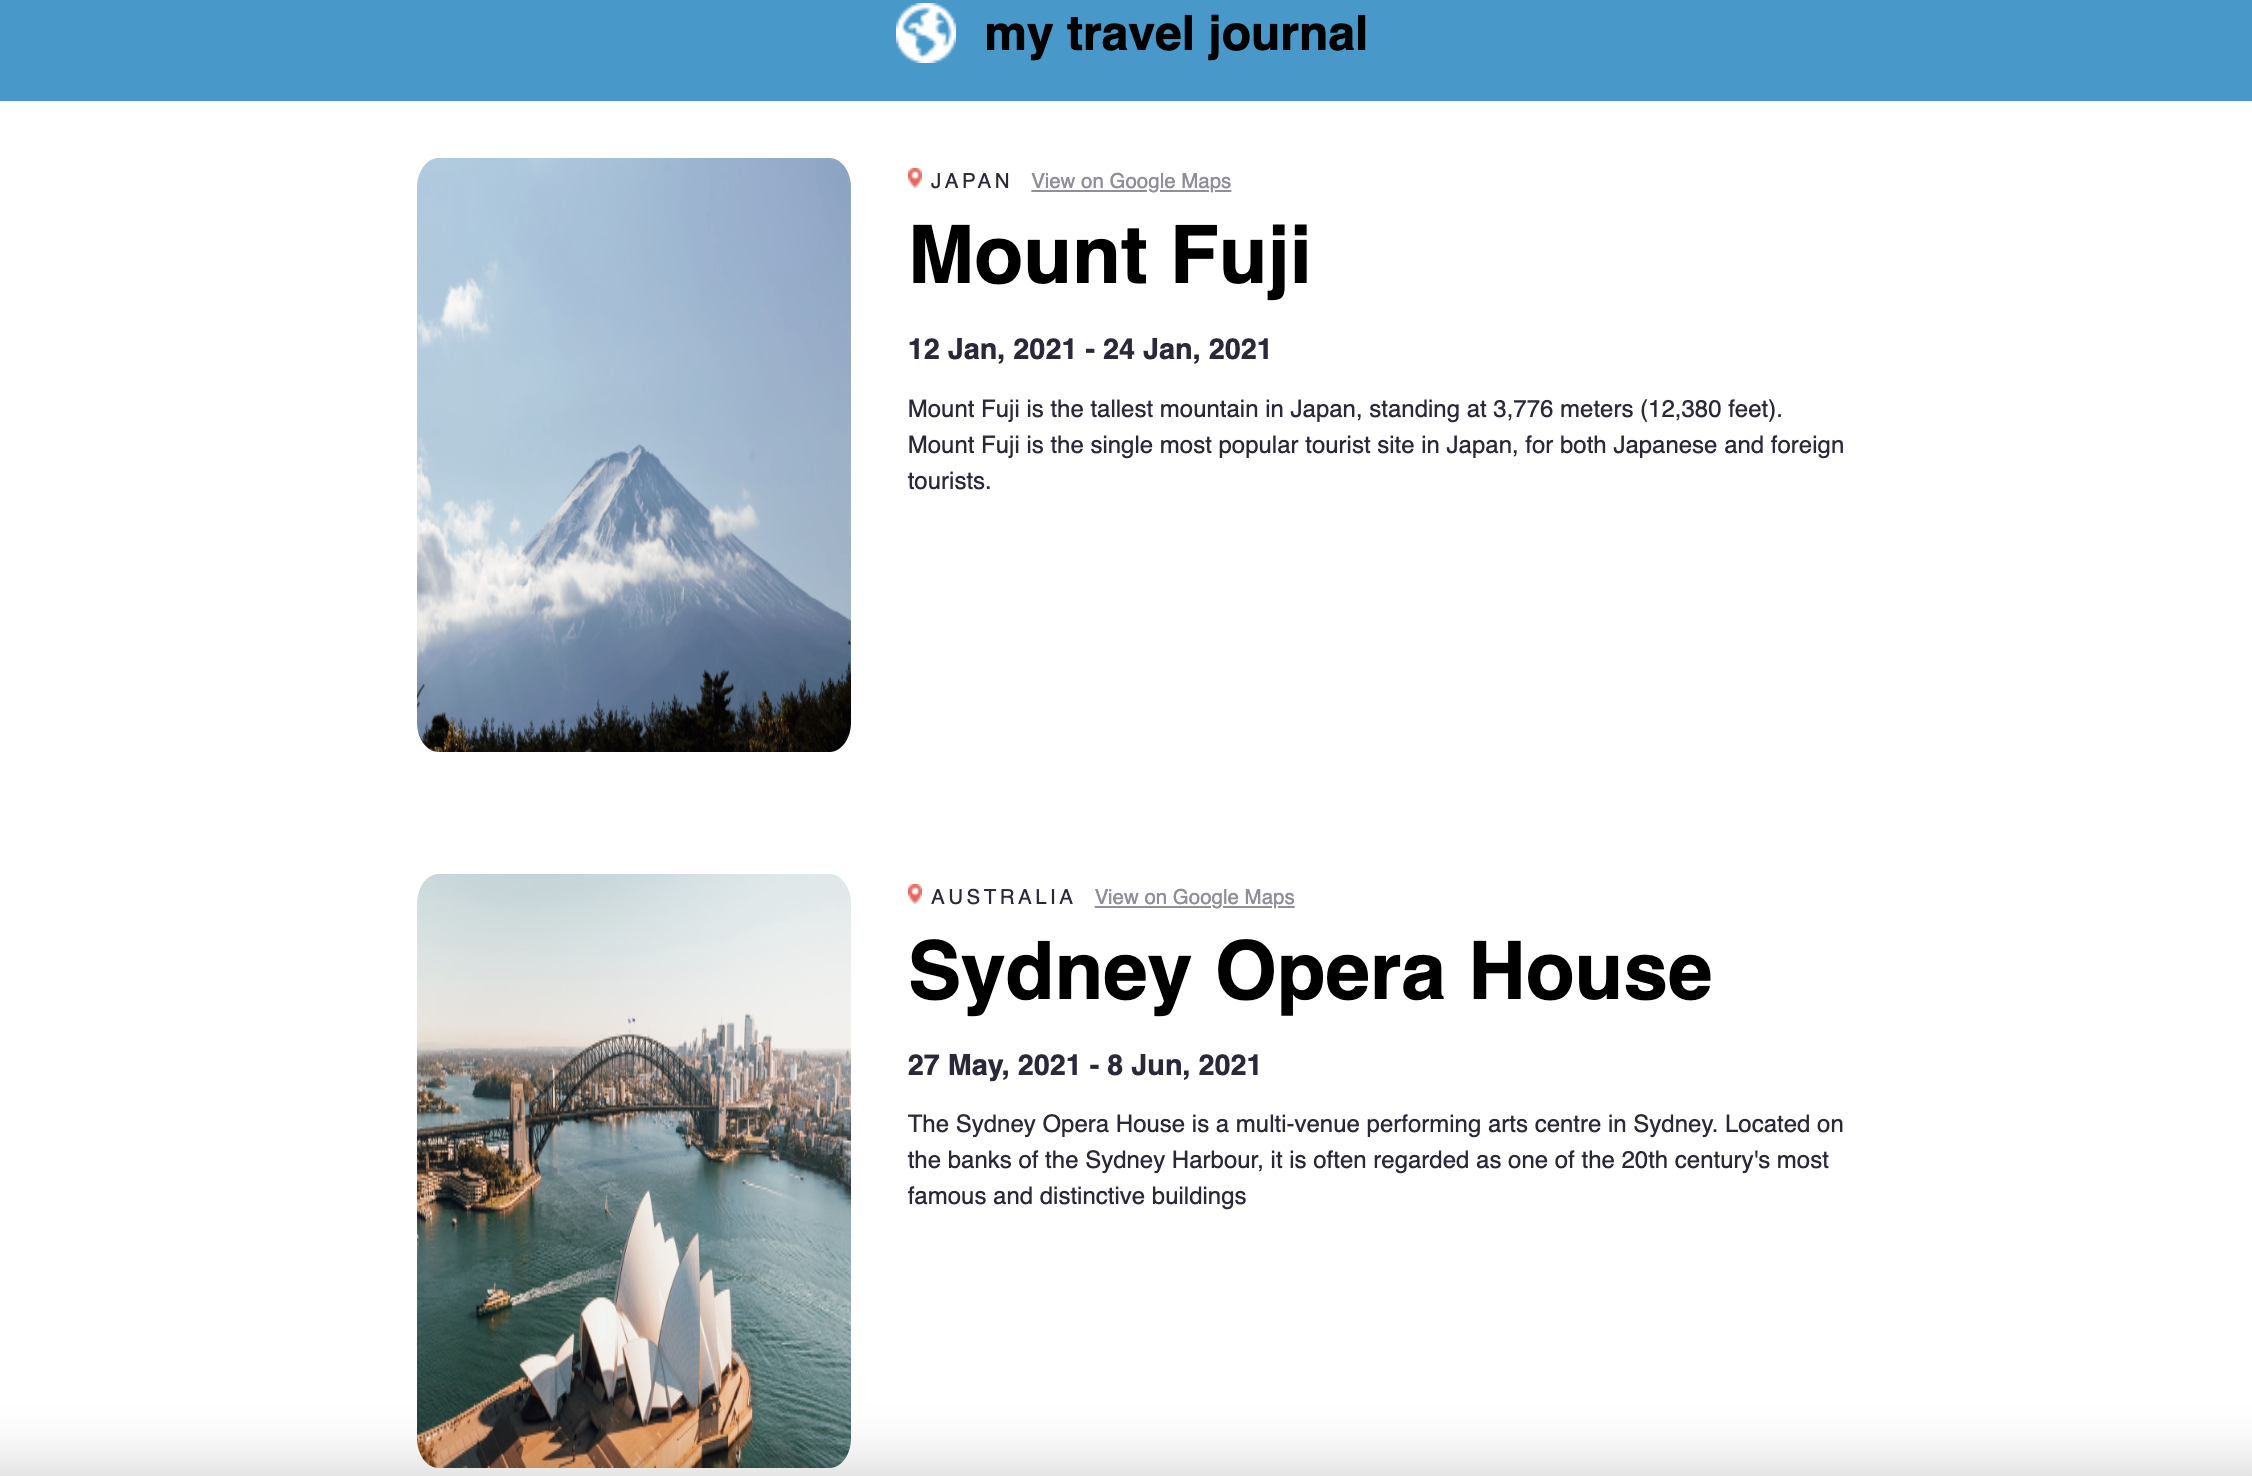 my travel journal
JAPAN View on Google Maps
Mount Fuji
12 Jan, 2021 - 24 Jan, 2021
Mount Fuji is the tallest mountain in Japan, standing at 3,776 meters (12,380 feet).
Mount Fuji is the single most popular tourist site in Japan, for both Japanese and foreign
tourists.
AUSTRALIA View on Google Maps
Sydney Opera House
27 May, 2021 - 8 Jun, 2021
The Sydney Opera House is a multi-venue performing arts centre in Sydney. Located on
the banks of the Sydney Harbour, it is often regarded as one of the 20th century's most
famous and distinctive buildings